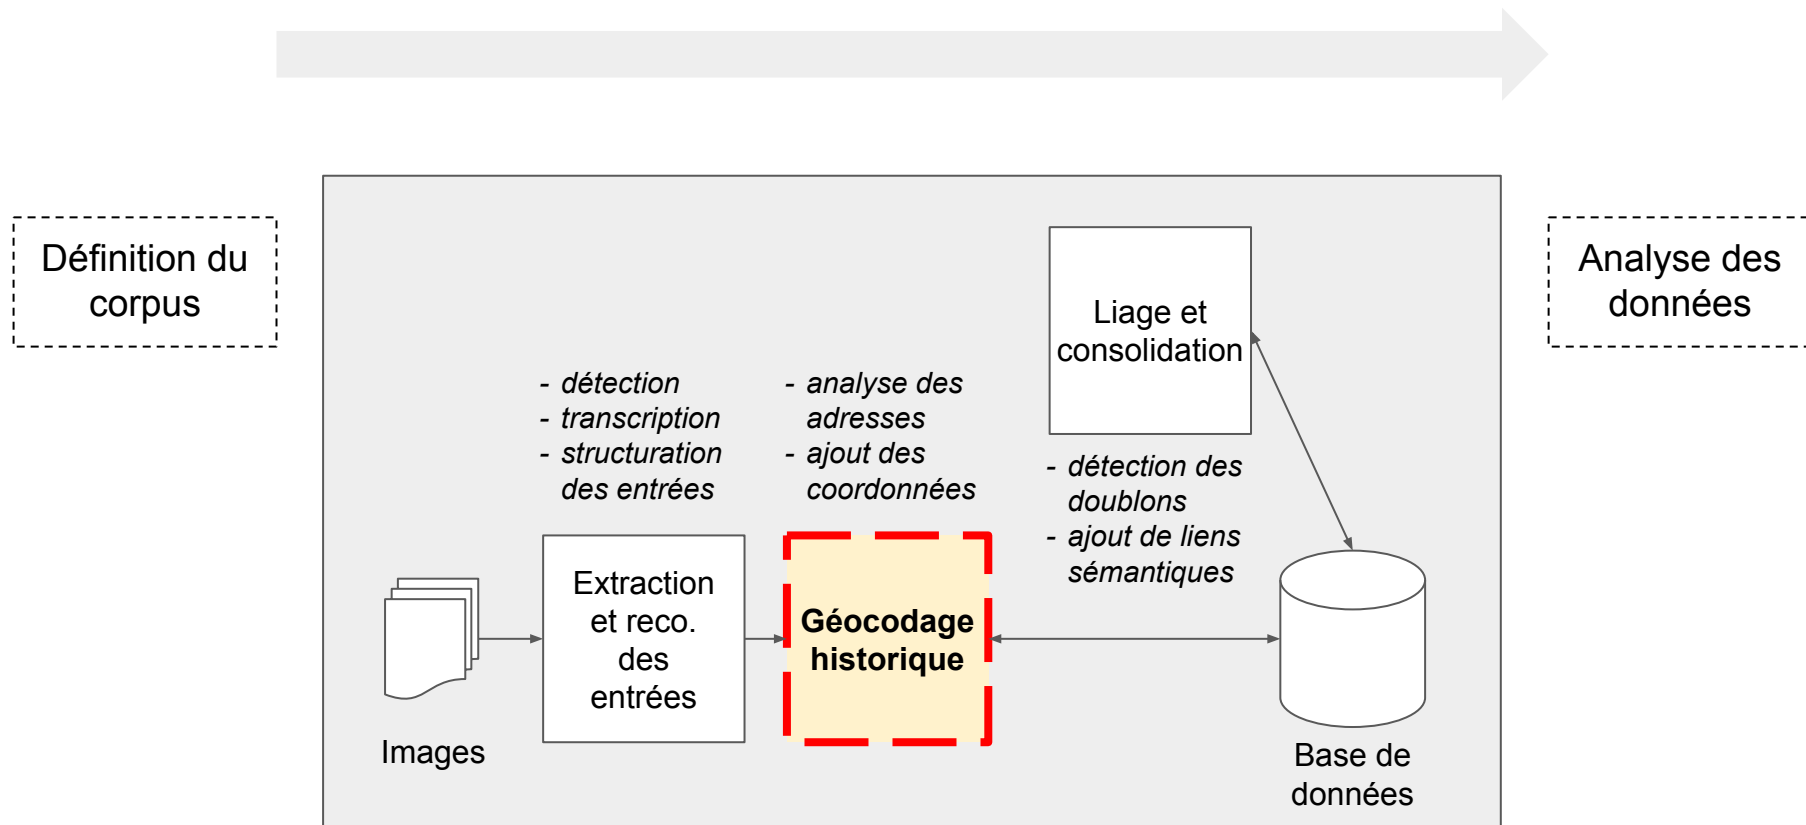 Définition du
corpus
- détection
- transcription
- structuration
des entrées
- analyse des
adresses
- ajout des
coordonnées
Liage et
consolidation
- détection des
doublons
- ajout de liens
sémantiques
Images
Extraction
et reco.
des
entrées
Géocodage
historique
Base de
données
Analyse des
données